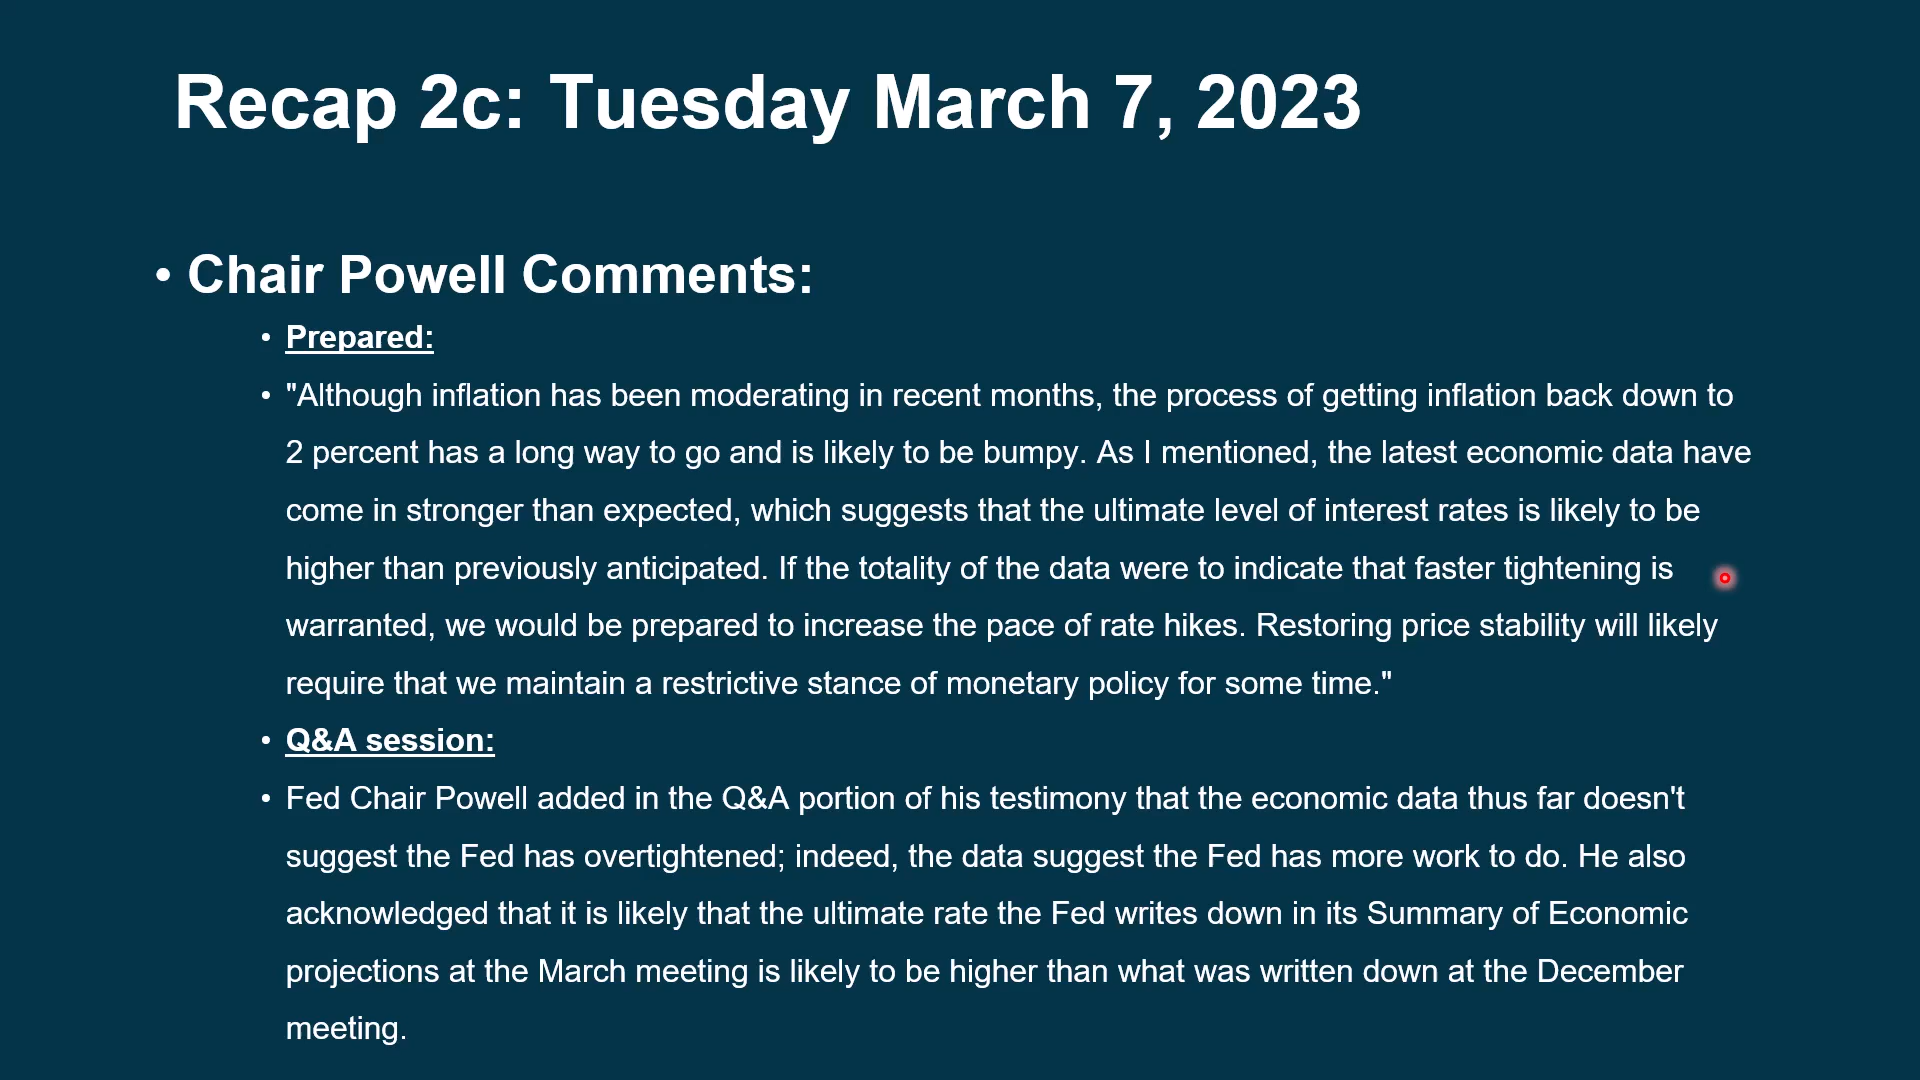 Recap 2c: Tuesday March 7, 2023
• Chair Powell Comments:
• Prepared:
• "Although inflation has been moderating in recent months, the process of getting inflation back down to
2 percent has a long way to go and is likely to be bumpy. As I mentioned, the latest economic data have
come in stronger than expected, which suggests that the ultimate level of interest rates is likely to be
higher than previously anticipated. If the totality of the data were to indicate that faster tightening is
warranted, we would be prepared to increase the pace of rate hikes. Restoring price stability will likely
require that we maintain a restrictive stance of monetary policy for some time."
• Q&A session:
• Fed Chair Powell added in the Q&A portion of his testimony that the economic data thus far doesn't
suggest the Fed has overtightened; indeed, the data suggest the Fed has more work to do. He also
acknowledged that it is likely that the ultimate rate the Fed writes down in its Summary of Economic
projections at the March meeting is likely to be higher than what was written down at the December
meeting.